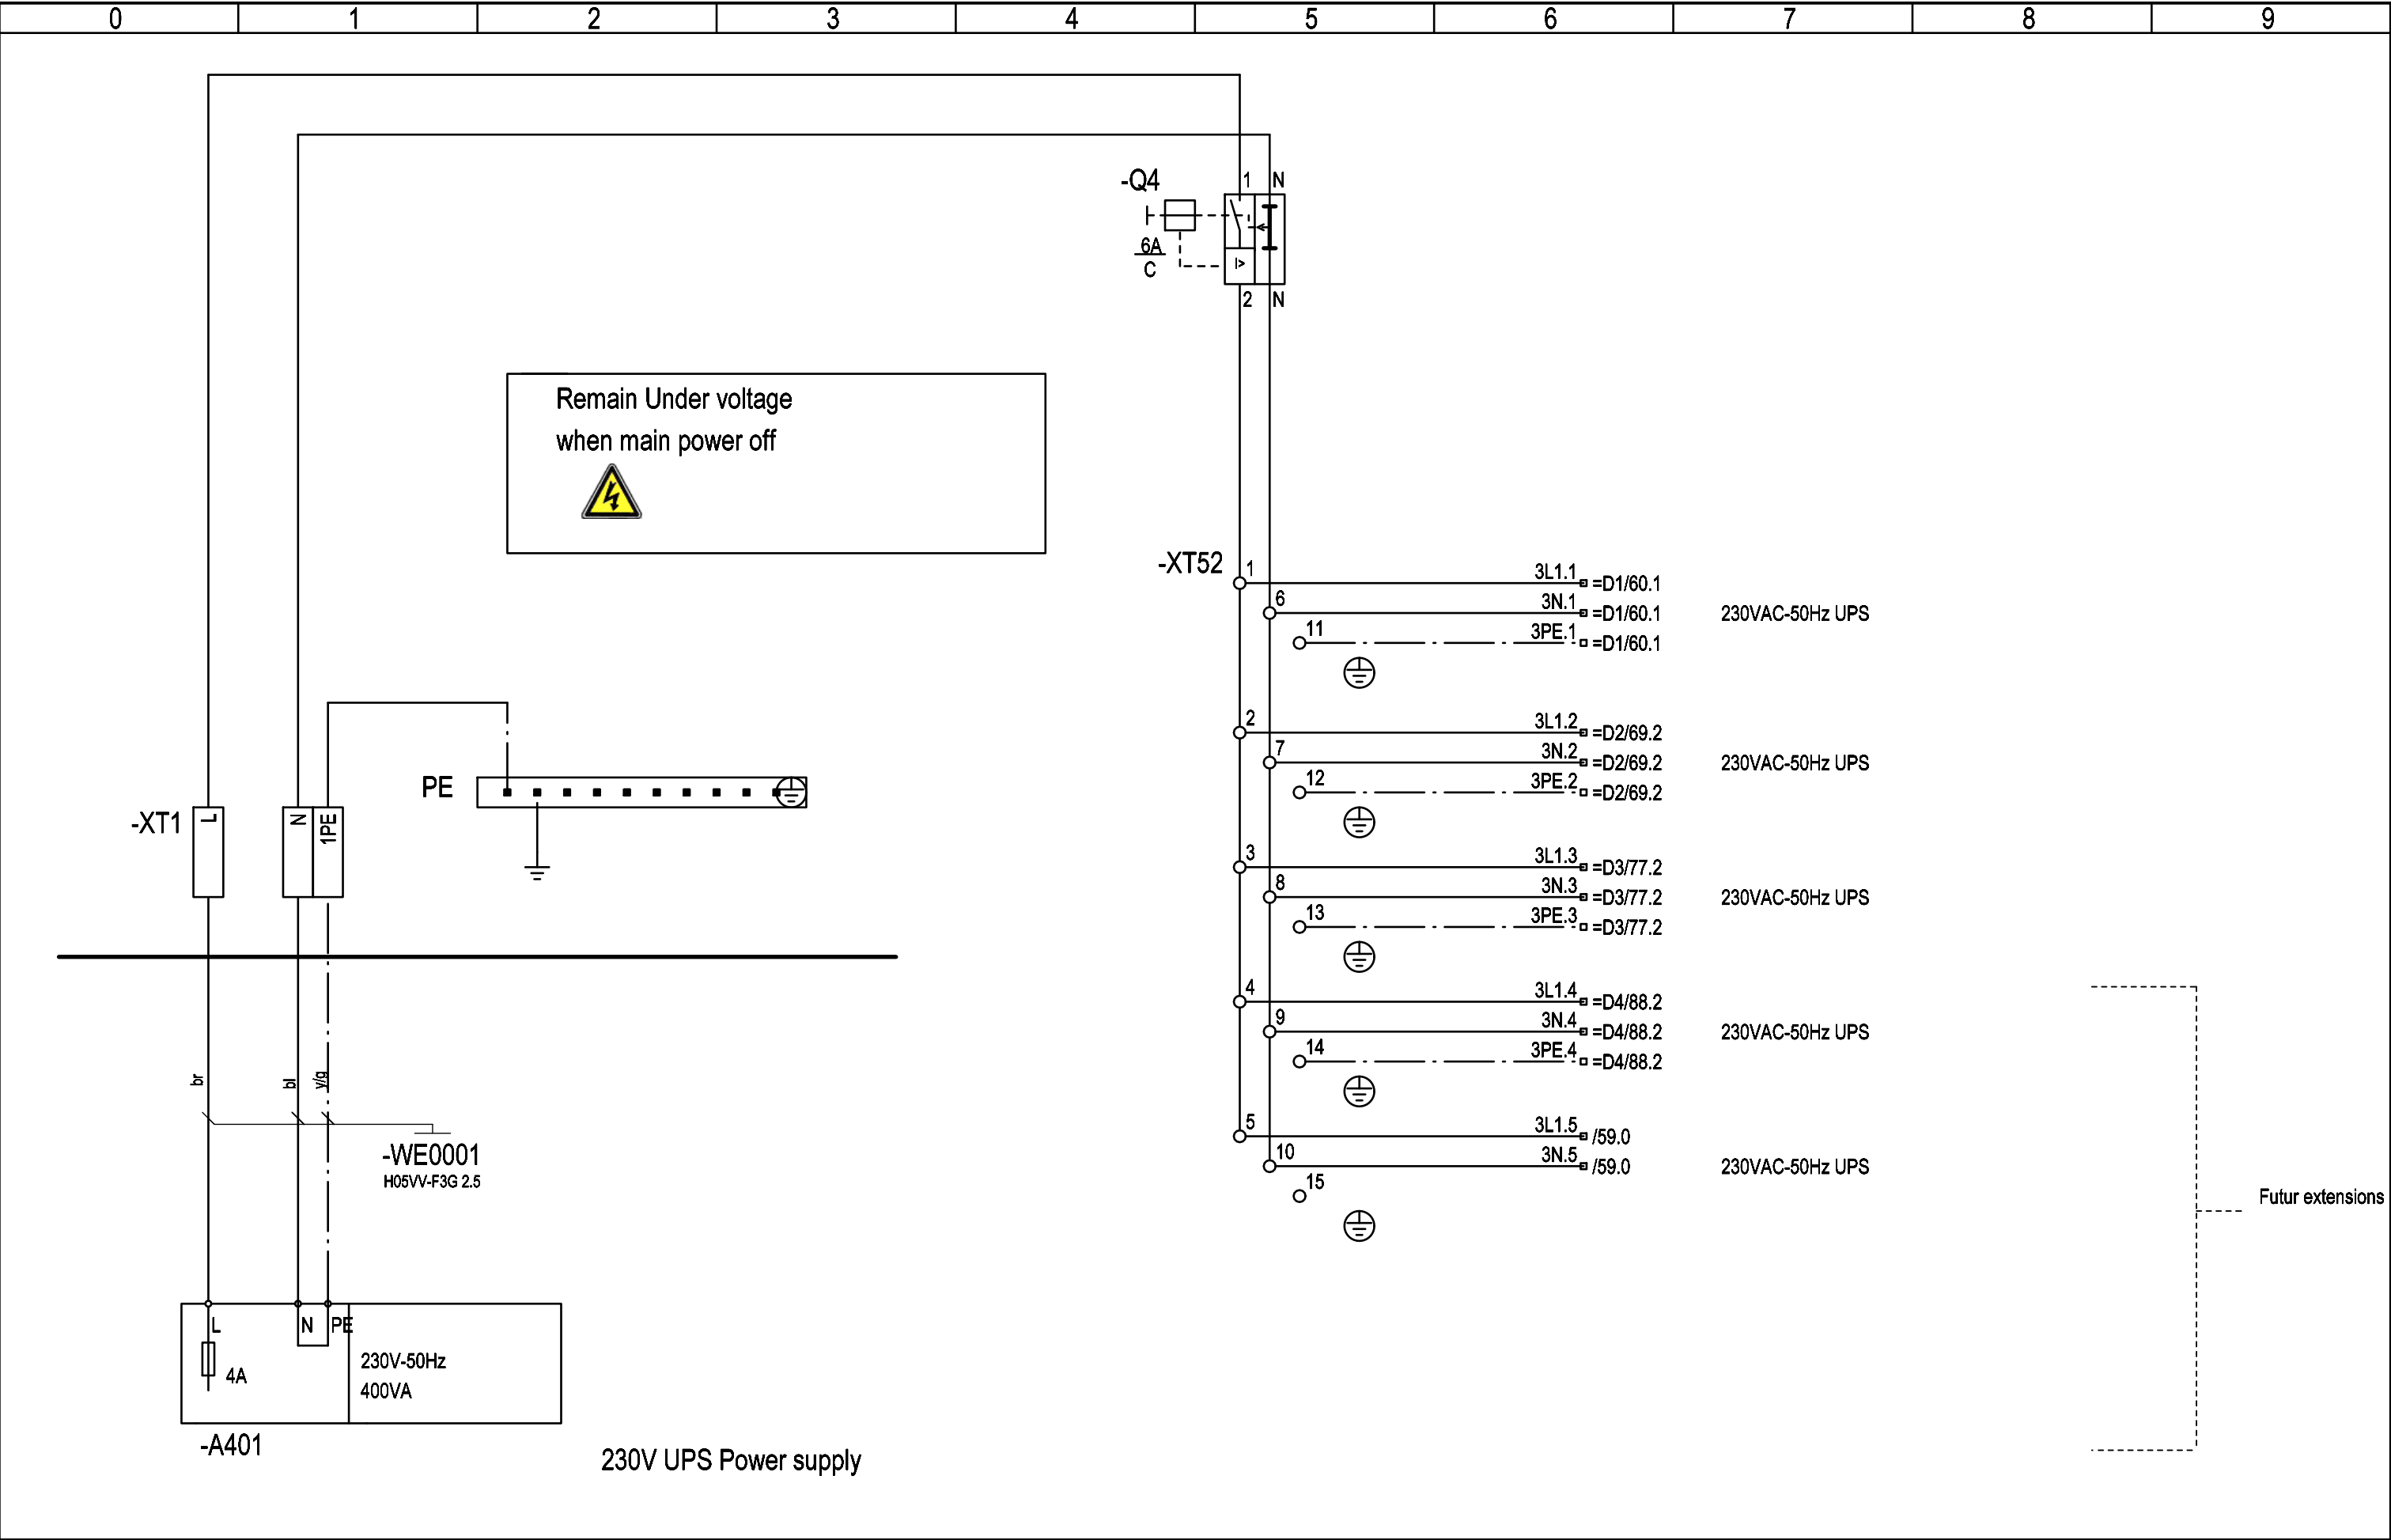 0 1 2 3 4 5 6 7 8 9
-Q4
1 N
6A
C
I>
2 N
Remain Under voltage
when main power off
-XT52
1 3L1.1 =D1/60.1
6 3N.1 =D1/60.1 230VAC-50Hz UPS
11 3PE.1 =D1/60.1
2 3L1.2 =D2/69.2
7 3N.2 =D2/69.2 230VAC-50Hz UPS
12 3PE.2 =D2/69.2
3 3L1.3 =D3/77.2
8 3N.3 =D3/77.2 230VAC-50Hz UPS
13 3PE.3 =D3/77.2
4 3L1.4 =D4/88.2
9 3N.4 =D4/88.2 230VAC-50Hz UPS
14 3PE.4 =D4/88.2
5 3L1.5 /59.0
10 3N.5 /59.0 230VAC-50Hz UPS
15
Futur extensions
PE
-XT1 L N 1PE
br bl y/g
-WE0001
H05VV-F3G 2.5
L N PE
4A
230V-50Hz
400VA
-A401
230V UPS Power supply